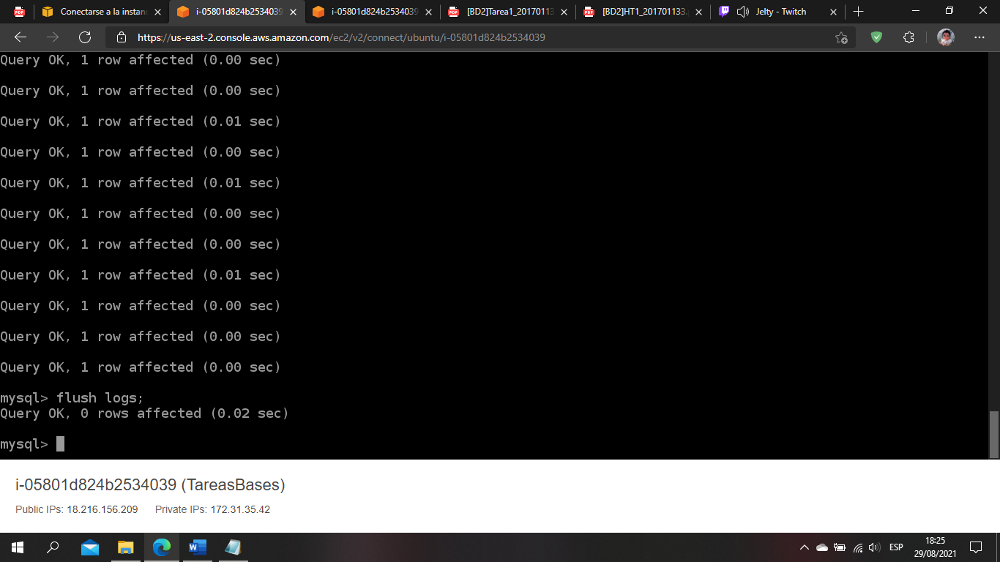 Conectarse a la instanc
i-05801d824b2534039
i-05801d824b2534039
[BD2]Tarea1_20170113
[BD2]HT1_201701133.
Jelty - Twitch
https://us-east-2.console.aws.amazon.com/ec2/v2/connect/ubuntu/i-05801d824b2534039
Query OK, 1 row affected (0.00 sec)
Query OK, 1 row affected (0.00 sec)
Query OK, 1 row affected (0.01 sec)
Query OK, 1 row affected (0.00 sec)
Query OK, 1 row affected (0.01 sec)
Query OK, 1 row affected (0.00 sec)
Query OK, 1 row affected (0.00 sec)
Query OK, 1 row affected (0.01 sec)
Query OK, 1 row affected (0.00 sec)
Query OK, 1 row affected (0.00 sec)
Query OK, 1 row affected (0.00 sec)
mysql> flush logs;
Query OK, 0 rows affected (0.02 sec)
mysql>
i-05801d824b2534039 (TareasBases)
Public IPs: 18.216.156.209 Private IPs: 172.31.35.42
ESP
18:25
29/08/2021